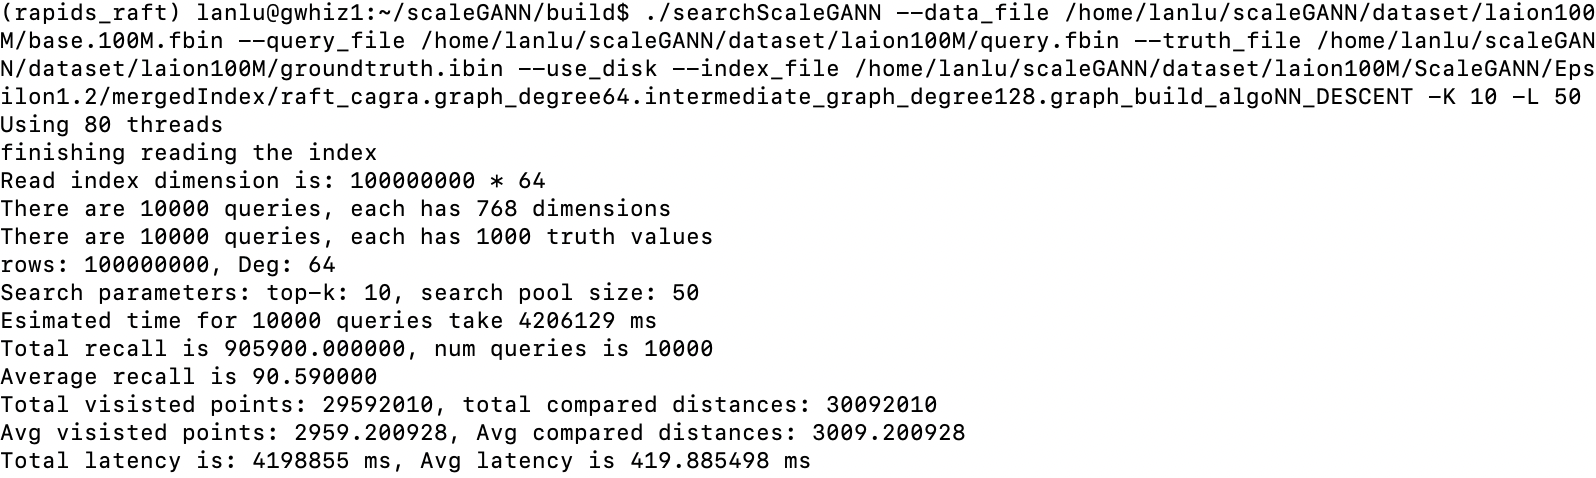 (rapids_raft) lanlu@gwhiz1:~/scaleGANN/build$ ./searchScaleGANN --data_file /home/lanlu/scaleGANN/dataset/laion100
M/base.100M.fbin --query_file /home/lanlu/scaleGANN/dataset/laion100M/query.fbin --truth_file /home/lanlu/scaleGAN
N/dataset/laion100M/groundtruth.ibin --use_disk --index_file /home/lanlu/scaleGANN/dataset/laion100M/ScaleGANN/Eps
ilon1.2/mergedIndex/raft_cagra.graph_degree64.intermediate_graph_degree128.graph_build_algoNN_DESCENT -K 10 -L 50
Using 80 threads
finishing reading the index
Read index dimension is: 100000000 * 64
There are 10000 queries, each has 768 dimensions
There are 10000 queries, each has 1000 truth values
rows: 100000000, Deg: 64
Search parameters: top-k: 10, search pool size: 50
Esimated time for 10000 queries take 4206129 ms
Total recall is 905900.000000, num queries is 10000
Average recall is 90.590000
Total visisted points: 29592010, total compared distances: 30092010
Avg visisted points: 2959.200928, Avg compared distances: 3009.200928
Total latency is: 4198855 ms, Avg latency is 419.885498 ms